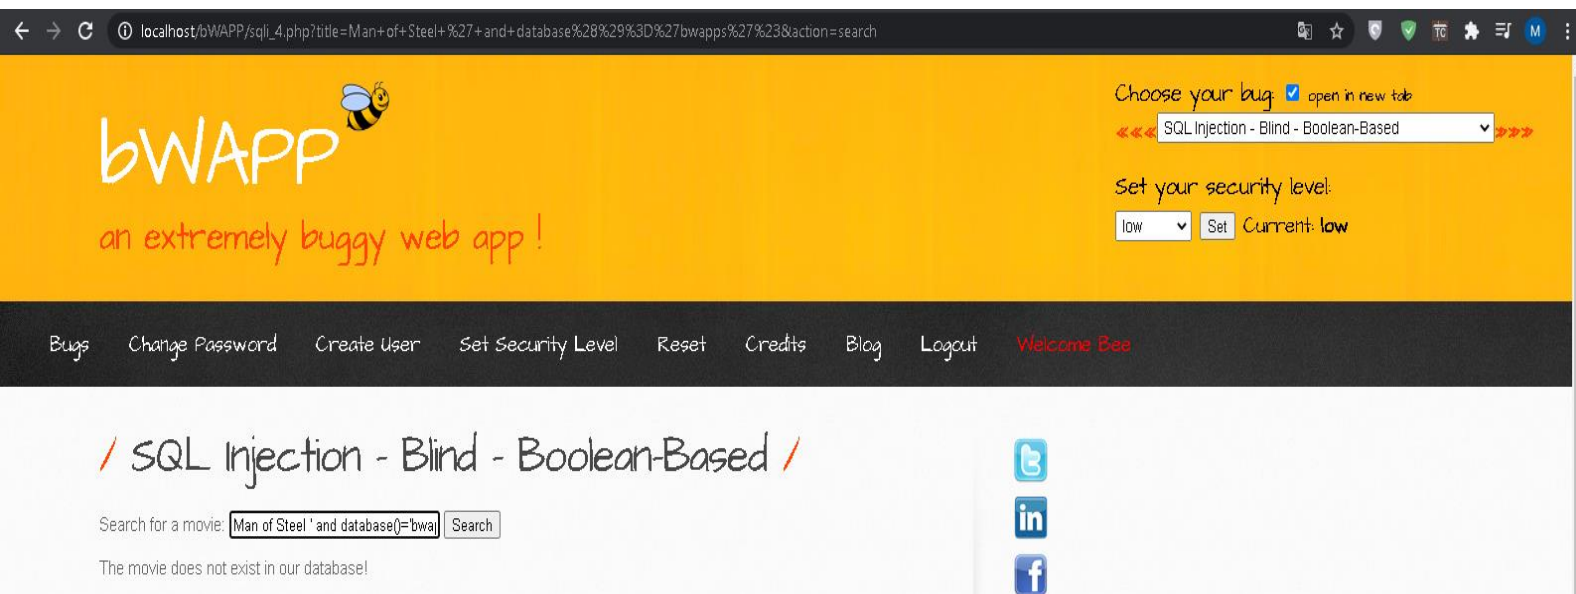 localhost/bWAPP/sqli_4.php?title=Man+of+Steel+%27+and+database%28%29%3D%27bwapps%27%23&action=search
TC
M
bWAPP
an extremely buggy web app !
Choose your bug: open in new tab
SQL Injection - Blind - Boolean-Based
Set your security level:
low Set Current: low
Bugs Change Password Create User Set Security Level Reset Credits Blog Logout Welcome Bee
/ SQL Injection - Blind - Boolean-Based /
Search for a movie: Man of Steel ' and database()='bwap Search
The movie does not exist in our database!
in
f